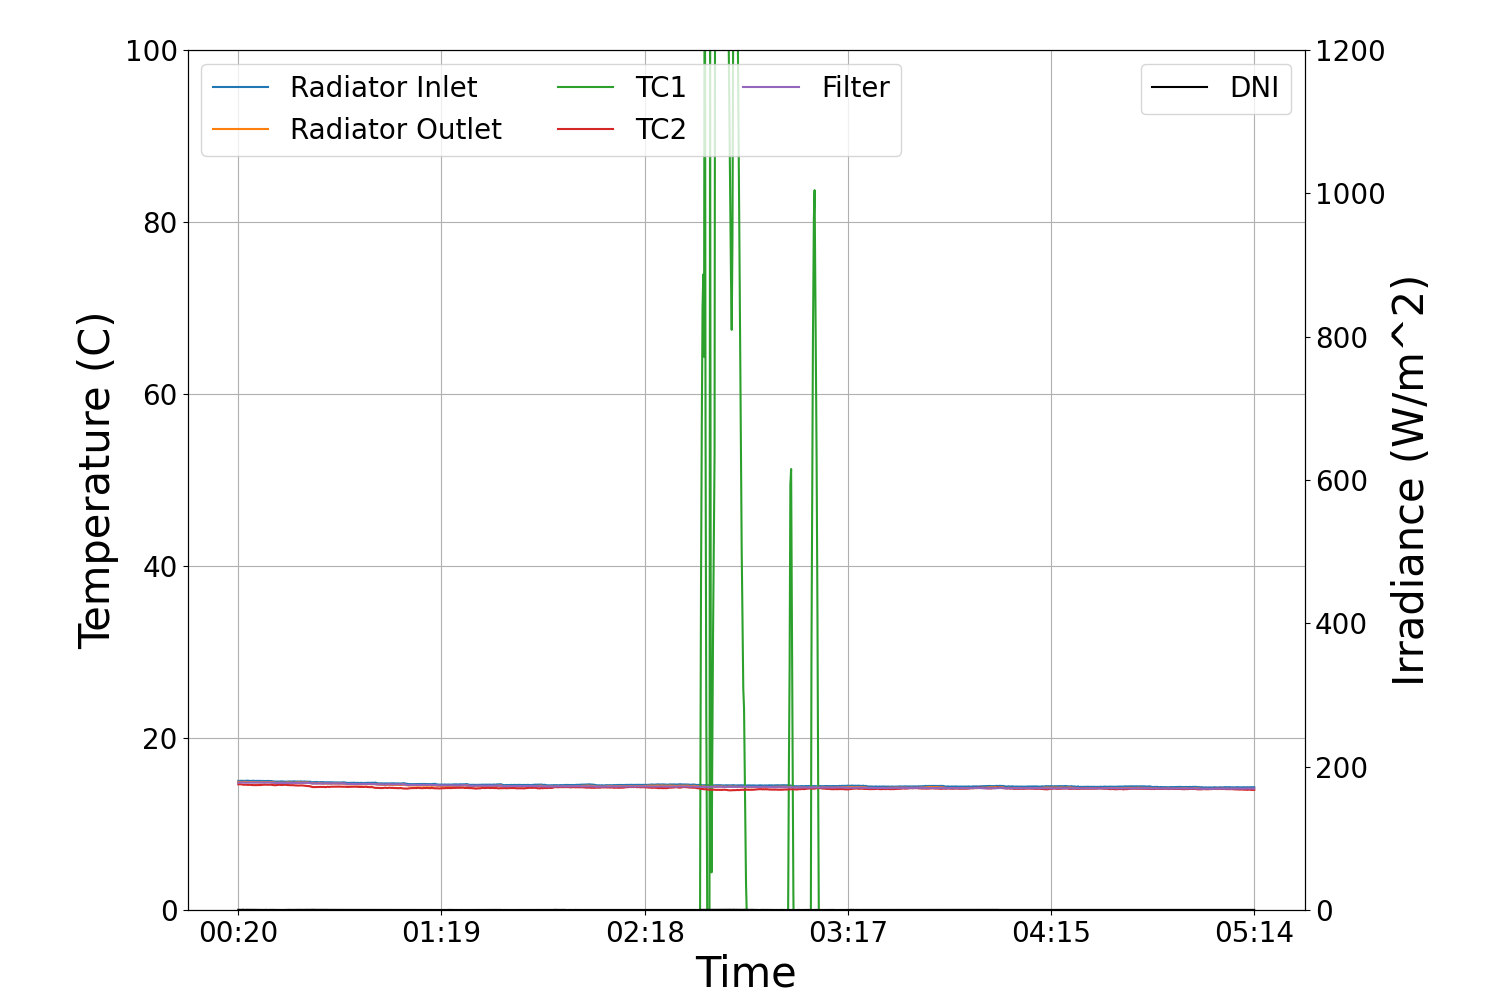 100
80
60
40
20
0
Temperature (C)
Radiator Inlet
Radiator Outlet
TC1
TC2
Filter
DNI
1200
1000
800
600
400
200
0
Irradiance (W/m^2)
00:20 01:19 02:18 03:17 04:15 05:14
Time